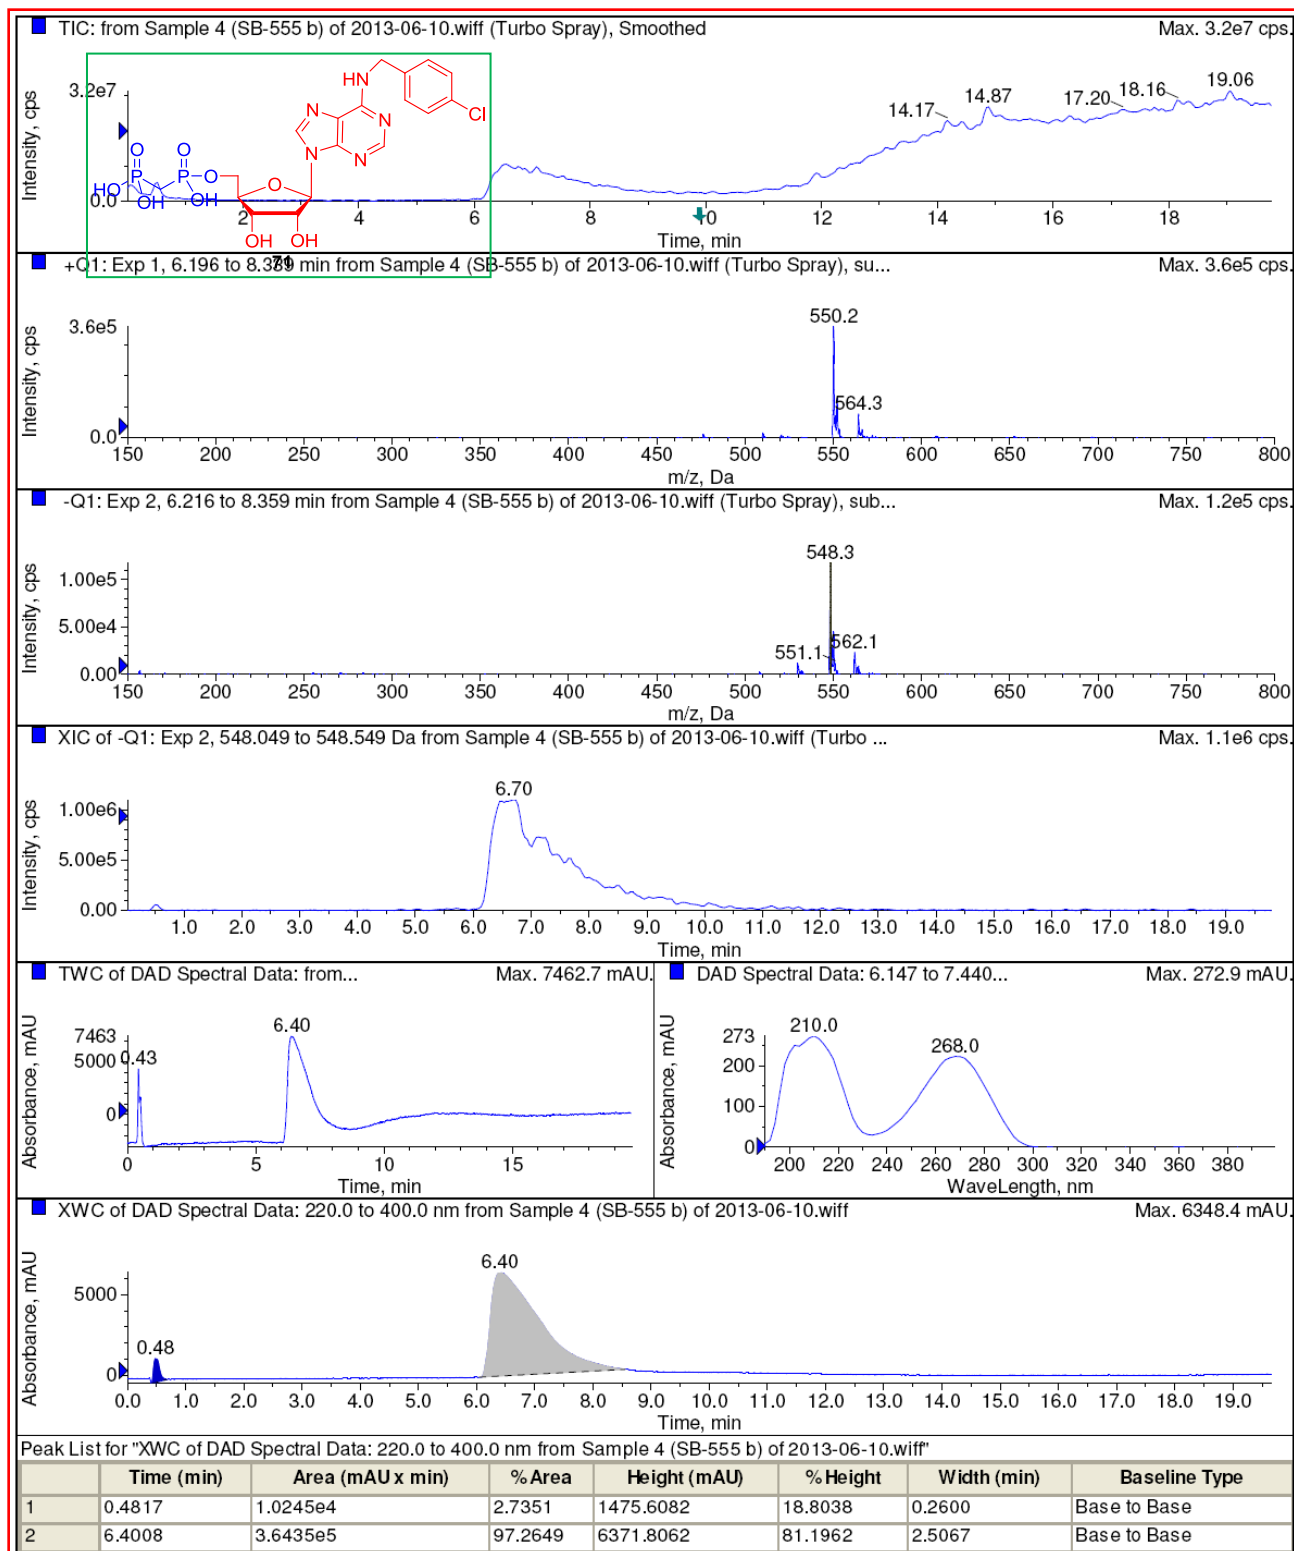 TIC: from Sample 4 (SB-555 b) of 2013-06-10.wiff (Turbo Spray), Smoothed Max. 3.2e7 cps.
Intensity, cps
3.2e7
0.0
14.17 14.87 17.20 18.16 19.06
2 4 6 8 10 12 14 16 18
Time, min
HN
Cl
N N
N N
O O
HO P P O O
OH OH
OH OH
+Q1: Exp 1, 6.196 to 8.339 min from Sample 4 (SB-555 b) of 2013-06-10.wiff (Turbo Spray), su... Max. 3.6e5 cps.
Intensity, cps
3.6e5
0.0
550.2
564.3
150 200 250 300 350 400 450 500 550 600 650 700 750 800
m/z, Da
-Q1: Exp 2, 6.216 to 8.359 min from Sample 4 (SB-555 b) of 2013-06-10.wiff (Turbo Spray), sub... Max. 1.2e5 cps.
Intensity, cps
1.00e5
5.00e4
0.00
548.3
551.1 562.1
150 200 250 300 350 400 450 500 550 600 650 700 750 800
m/z, Da
XIC of -Q1: Exp 2, 548.049 to 548.549 Da from Sample 4 (SB-555 b) of 2013-06-10.wiff (Turbo ... Max. 1.1e6 cps.
Intensity, cps
1.00e6
5.00e5
0.00
6.70
1.0 2.0 3.0 4.0 5.0 6.0 7.0 8.0 9.0 10.0 11.0 12.0 13.0 14.0 15.0 16.0 17.0 18.0 19.0
Time, min
TWC of DAD Spectral Data: from... Max. 7462.7 mAU.
Absorbance, mAU
7463
5000
0
0.43
6.40
0 5 10 15
Time, min
DAD Spectral Data: 6.147 to 7.440... Max. 272.9 mAU.
Absorbance, mAU
273
200
100
0
210.0
268.0
200 220 240 260 280 300 320 340 360 380
WaveLength, nm
XWC of DAD Spectral Data: 220.0 to 400.0 nm from Sample 4 (SB-555 b) of 2013-06-10.wiff Max. 6348.4 mAU.
Absorbance, mAU
5000
0
0.48
6.40
0.0 1.0 2.0 3.0 4.0 5.0 6.0 7.0 8.0 9.0 10.0 11.0 12.0 13.0 14.0 15.0 16.0 17.0 18.0 19.0
Time, min
Peak List for "XWC of DAD Spectral Data: 220.0 to 400.0 nm from Sample 4 (SB-555 b) of 2013-06-10.wiff"
Time (min) Area (mAU x min) % Area Height (mAU) % Height Width (min) Baseline Type
1 0.4817 1.0245e4 2.7351 1475.6082 18.8038 0.2600 Base to Base
2 6.4008 3.6435e5 97.2649 6371.8062 81.1962 2.5067 Base to Base